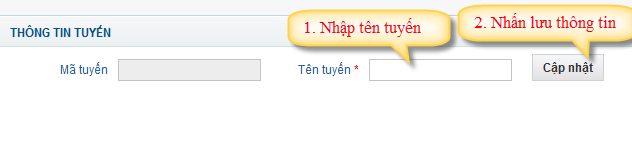 1. Nhập tên tuyến
2. Nhấn lưu thông tin
THÔNG TIN TUYẾN
Mã tuyến
Tên tuyến *
Cập nhật